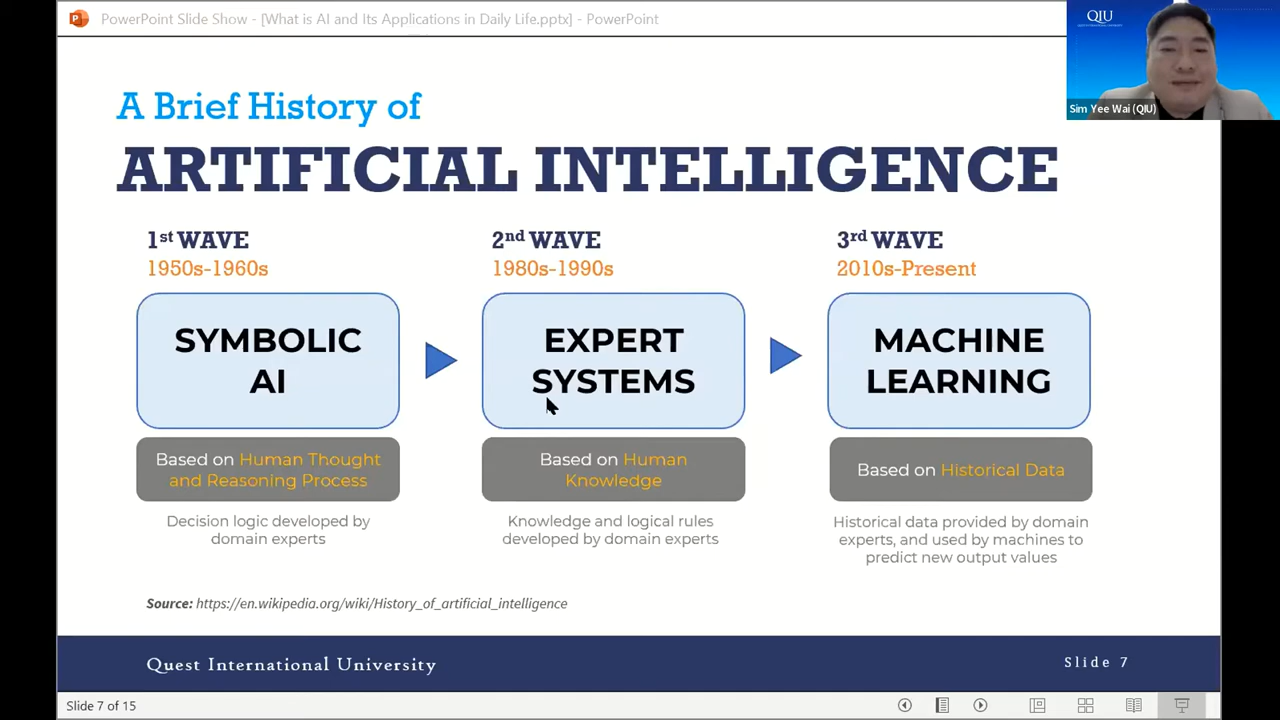 PowerPoint Slide Show - [What is AI and Its Applications in Daily Life.pptx] - PowerPoint
QIU
Sim Yee Wai (QIU)
A Brief History of
ARTIFICIAL INTELLIGENCE
1st WAVE
1950s-1960s
SYMBOLIC
AI
Based on Human Thought
and Reasoning Process
Decision logic developed by
domain experts
2nd WAVE
1980s-1990s
EXPERT
SYSTEMS
Based on Human
Knowledge
Knowledge and logical rules
developed by domain experts
3rd WAVE
2010s-Present
MACHINE
LEARNING
Based on Historical Data
Historical data provided by domain
experts, and used by machines to
predict new output values
Source: https://en.wikipedia.org/wiki/History_of_artificial_intelligence
Quest International University
Slide 7
Slide 7 of 15